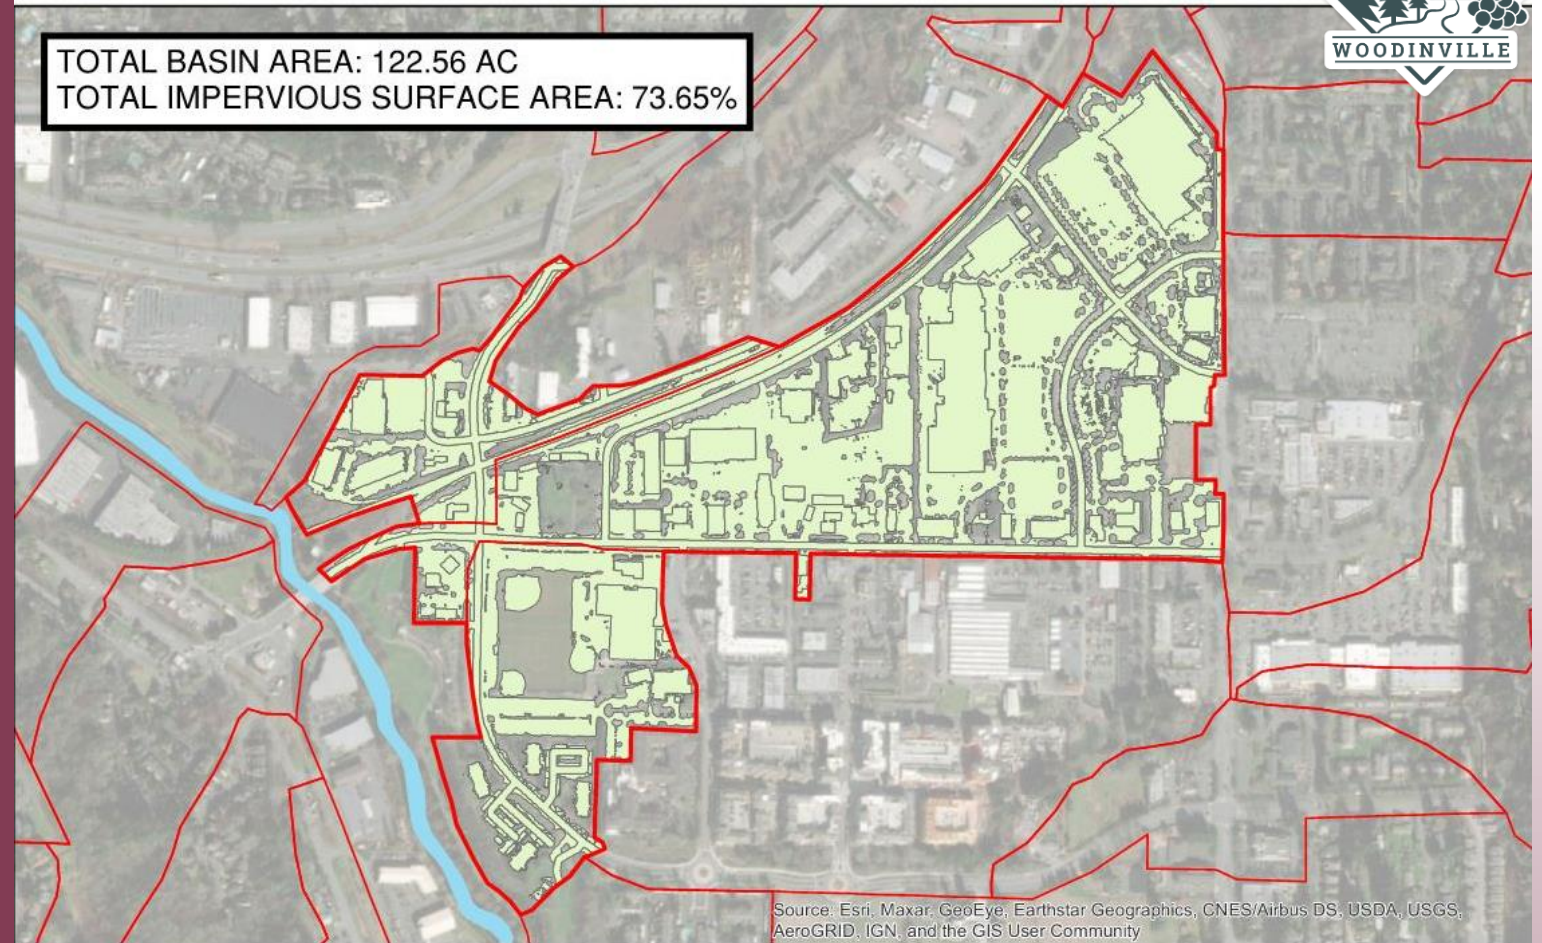 TOTAL BASIN AREA: 122.56 AC
TOTAL IMPERVIOUS SURFACE AREA: 73.65%
WOODINVILLE
Source: Esri, Maxar, GeoEye, Earthstar Geographics, CNES/Airbus DS, USDA, USGS,
AeroGRID, IGN, and the GIS User Community